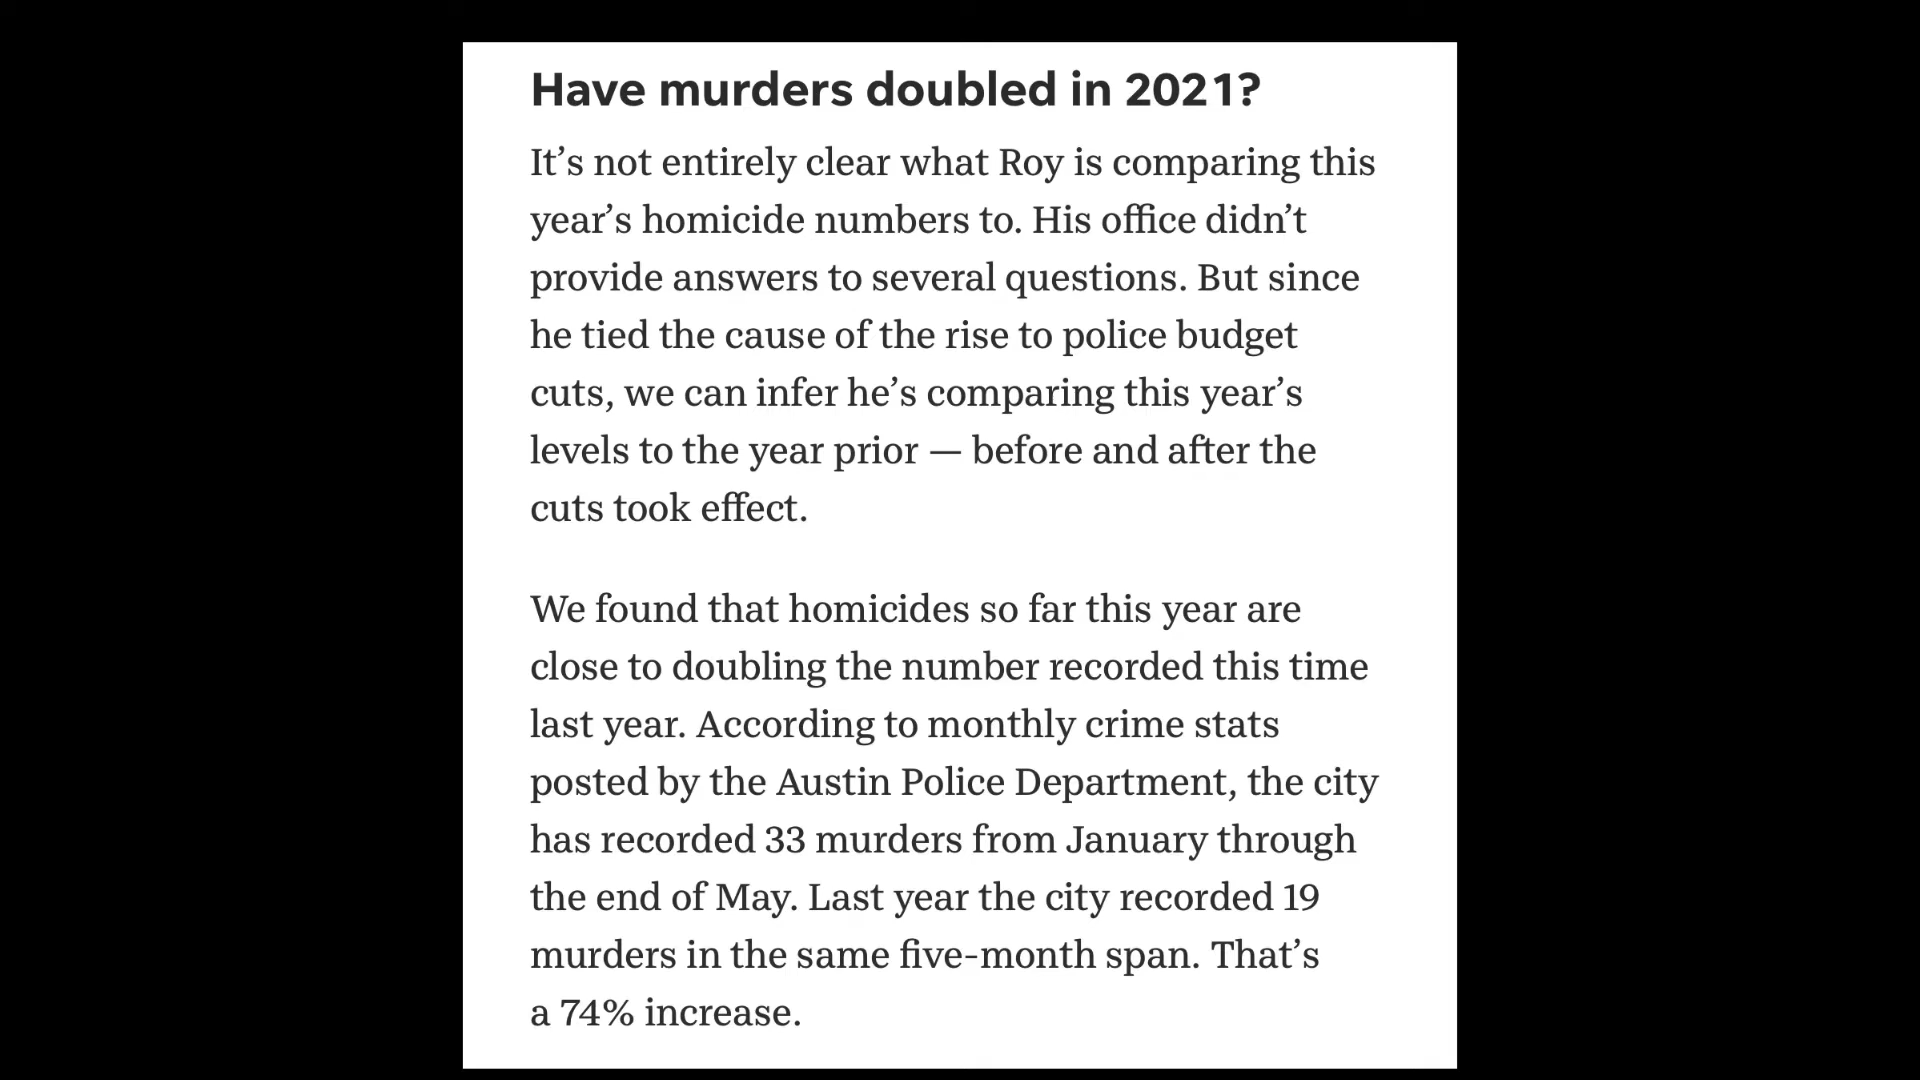 Have murders doubled in 2021?
It’s not entirely clear what Roy is comparing this
year’s homicide numbers to. His office didn’t
provide answers to several questions. But since
he tied the cause of the rise to police budget
cuts, we can infer he’s comparing this year’s
levels to the year prior — before and after the
cuts took effect.
We found that homicides so far this year are
close to doubling the number recorded this time
last year. According to monthly crime stats
posted by the Austin Police Department, the city
has recorded 33 murders from January through
the end of May. Last year the city recorded 19
murders in the same five-month span. That’s
a 74% increase.